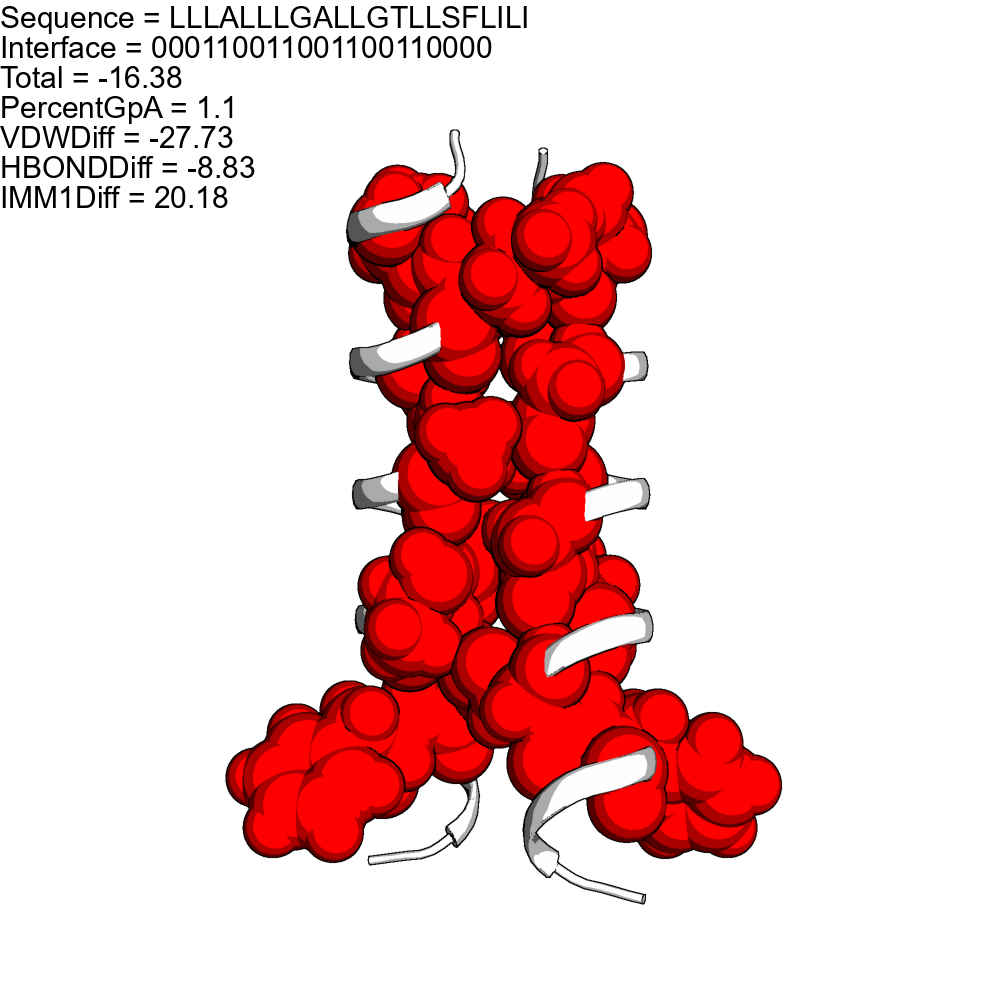 Sequence = LLLALLLGALLGTLLSFLILI
Interface = 000110011001100110000
Total = -16.38
PercentGpA = 1.1
VDWDiff = -27.73
HBONDDiff = -8.83
IMM1Diff = 20.18